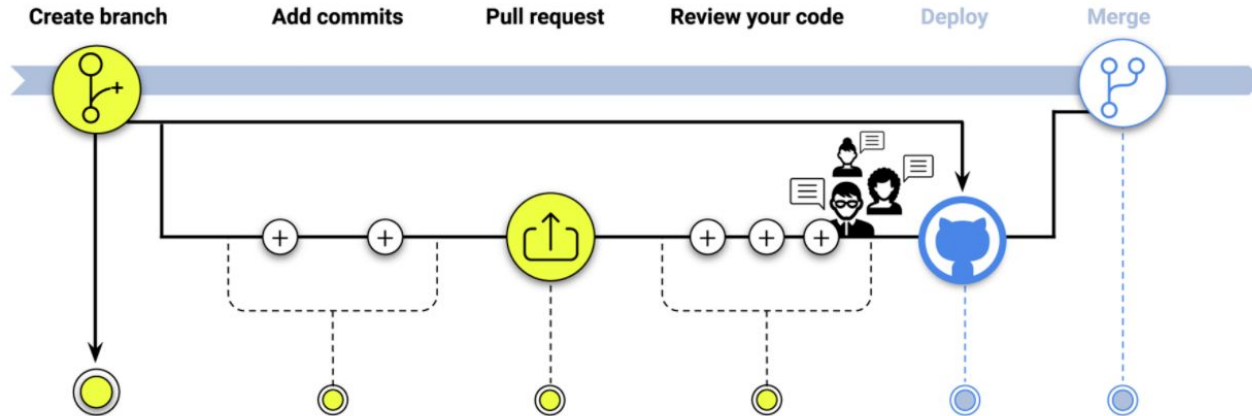 Create branch
Add commits
Pull request
Review your code
Deploy
Merge